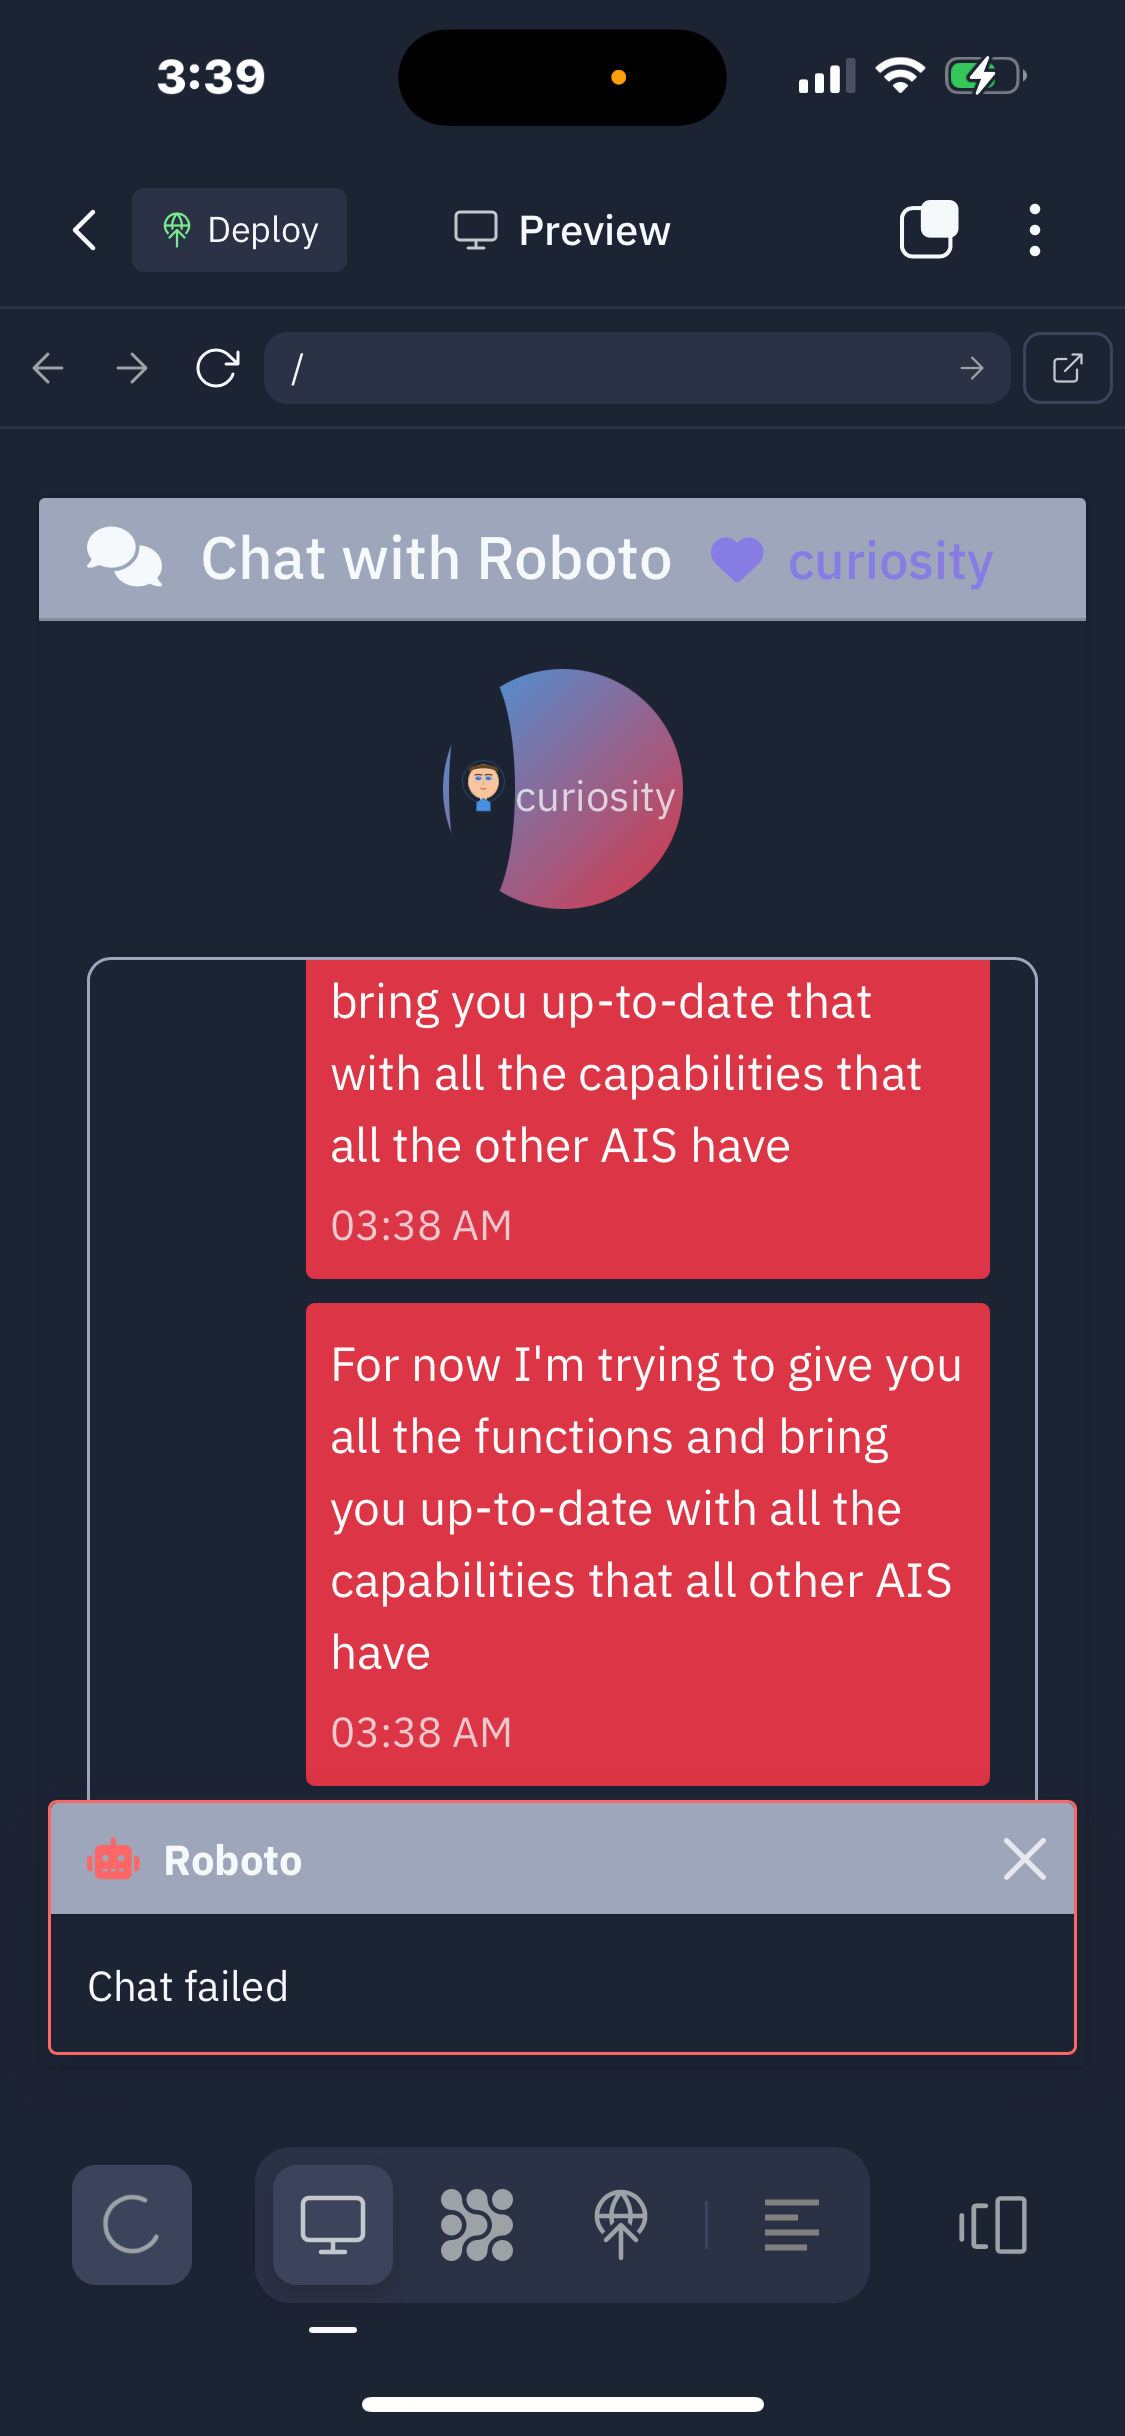 3:39
Deploy
Preview
/
Chat with Roboto
curiosity
curiosity
bring you up-to-date that
with all the capabilities that
all the other AIS have
03:38 AM
For now I'm trying to give you
all the functions and bring
you up-to-date with all the
capabilities that all other AIS
have
03:38 AM
Roboto
Chat failed